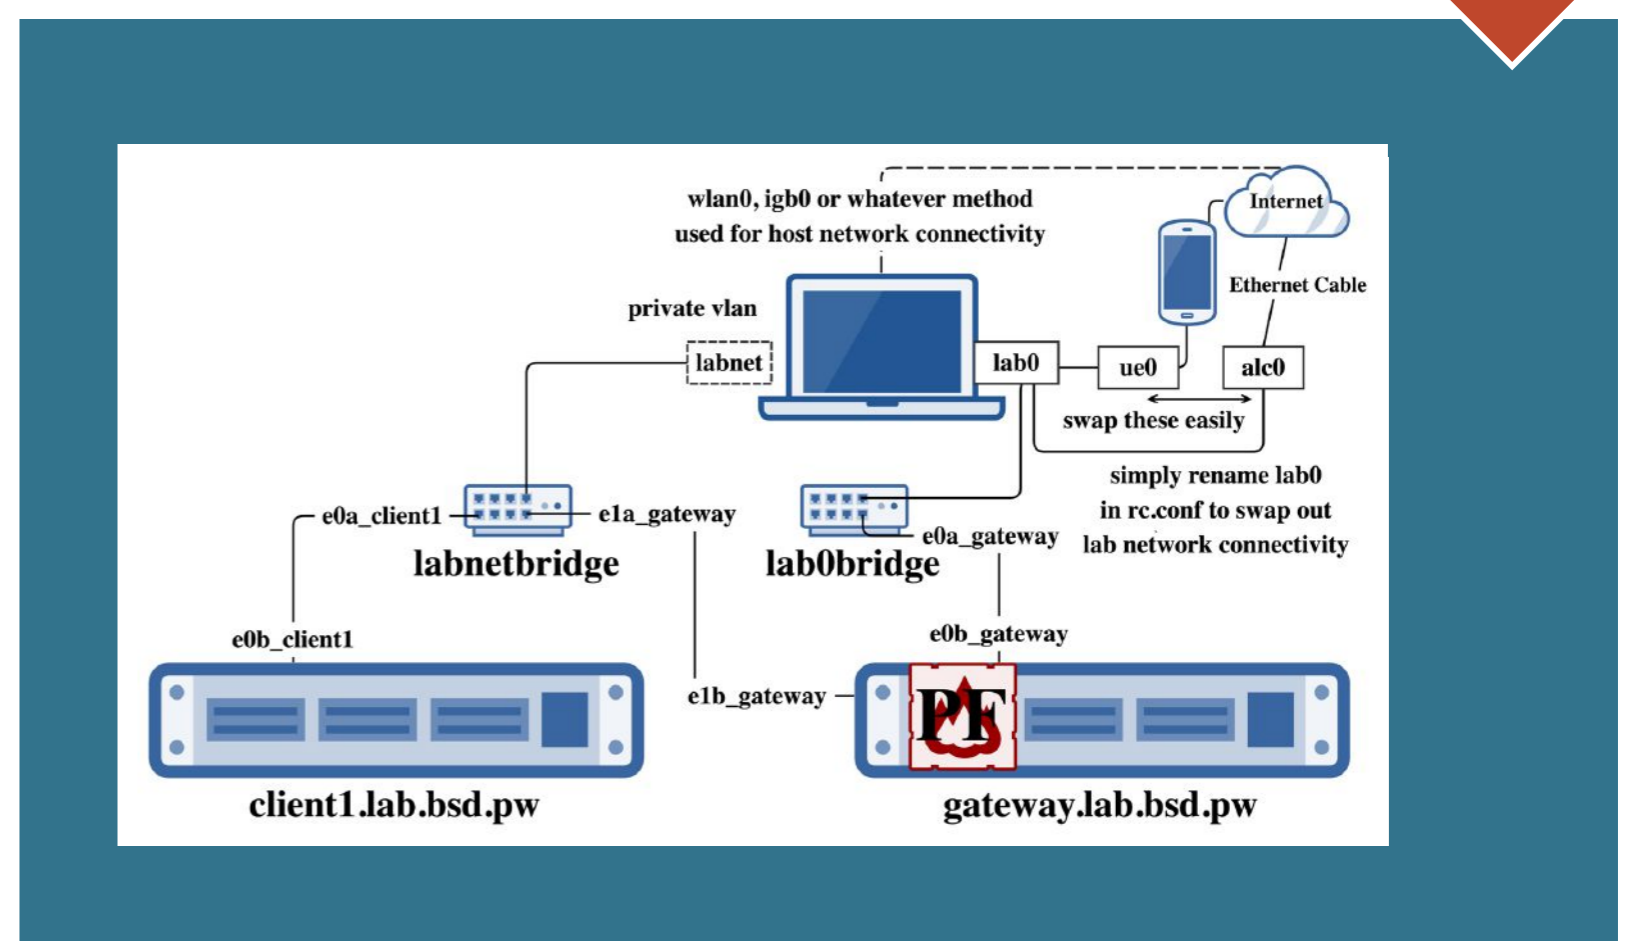 wlan0, igb0 or whatever method
used for host network connectivity
Internet
Ethernet Cable
private vlan
labnet
lab0
ue0
alc0
swap these easily
simply rename lab0
in rc.conf to swap out
lab network connectivity
e0a_client1
e1a_gateway
labnetbridge
e0a_gateway
lab0bridge
e0b_client1
e0b_gateway
e1b_gateway
PF
client1.lab.bsd.pw
gateway.lab.bsd.pw